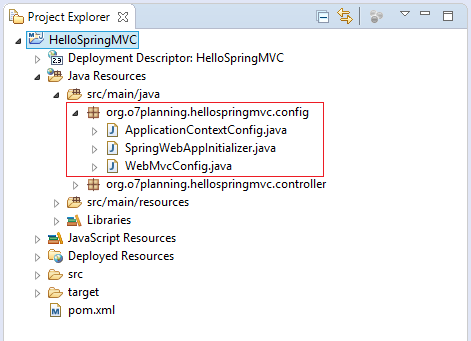 Project Explorer
HelloSpringMVC
Deployment Descriptor: HelloSpringMVC
Java Resources
src/main/java
org.o7planning.hellospringmvc.config
ApplicationContextConfig.java
SpringWebAppInitializer.java
WebMvcConfig.java
org.o7planning.hellospringmvc.controller
src/main/resources
Libraries
JavaScript Resources
Deployed Resources
src
target
pom.xml